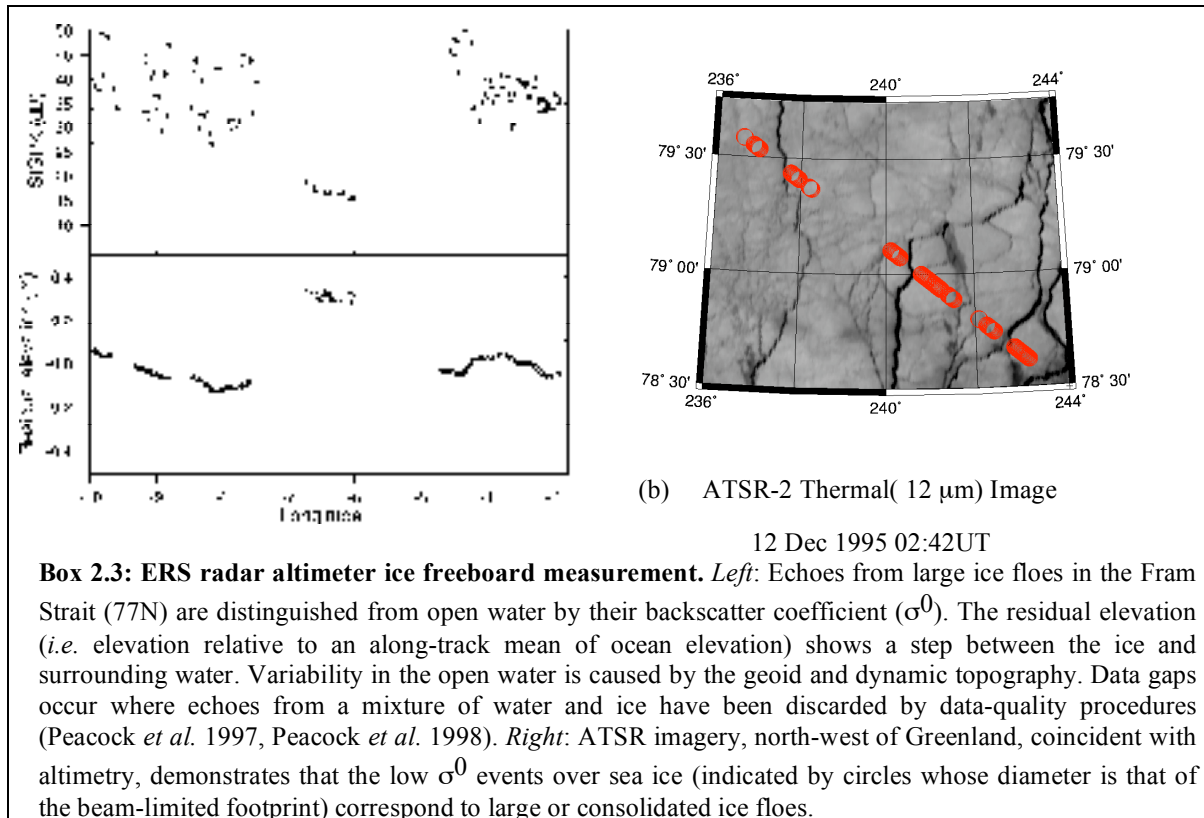 236˚
240˚
244˚
79˚ 30'
79˚ 30'
79˚ 00'
79˚ 00'
78˚ 30'
78˚ 30'
236˚
240˚
244˚
(b) ATSR-2 Thermal( 12 µm) Image
12 Dec 1995 02:42UT
Box 2.3: ERS radar altimeter ice freeboard measurement. Left: Echoes from large ice floes in the Fram
Strait (77N) are distinguished from open water by their backscatter coefficient (σ⁰). The residual elevation
(i.e. elevation relative to an along-track mean of ocean elevation) shows a step between the ice and
surrounding water. Variability in the open water is caused by the geoid and dynamic topography. Data gaps
occur where echoes from a mixture of water and ice have been discarded by data-quality procedures
(Peacock et al. 1997, Peacock et al. 1998). Right: ATSR imagery, north-west of Greenland, coincident with
altimetry, demonstrates that the low σ⁰ events over sea ice (indicated by circles whose diameter is that of
the beam-limited footprint) correspond to large or consolidated ice floes.